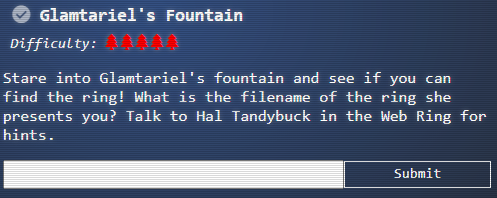 Glamtariel's Fountain
Difficulty:
Stare into Glamtariel's fountain and see if you can
find the ring! What is the filename of the ring she
presents you? Talk to Hal Tandybuck in the Web Ring for
hints.
Submit